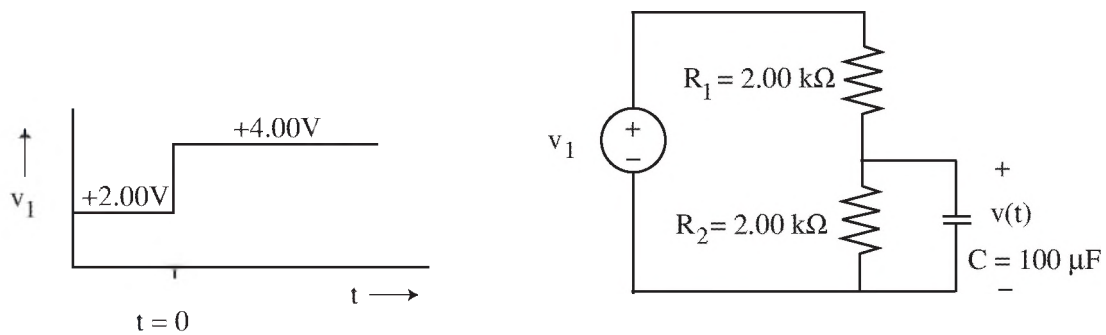 +4.00V
+2.00V
v₁
t
t = 0
R₁ = 2.00 kΩ
v₁
+
−
R₂= 2.00 kΩ
+
v(t)
C = 100 μF
−